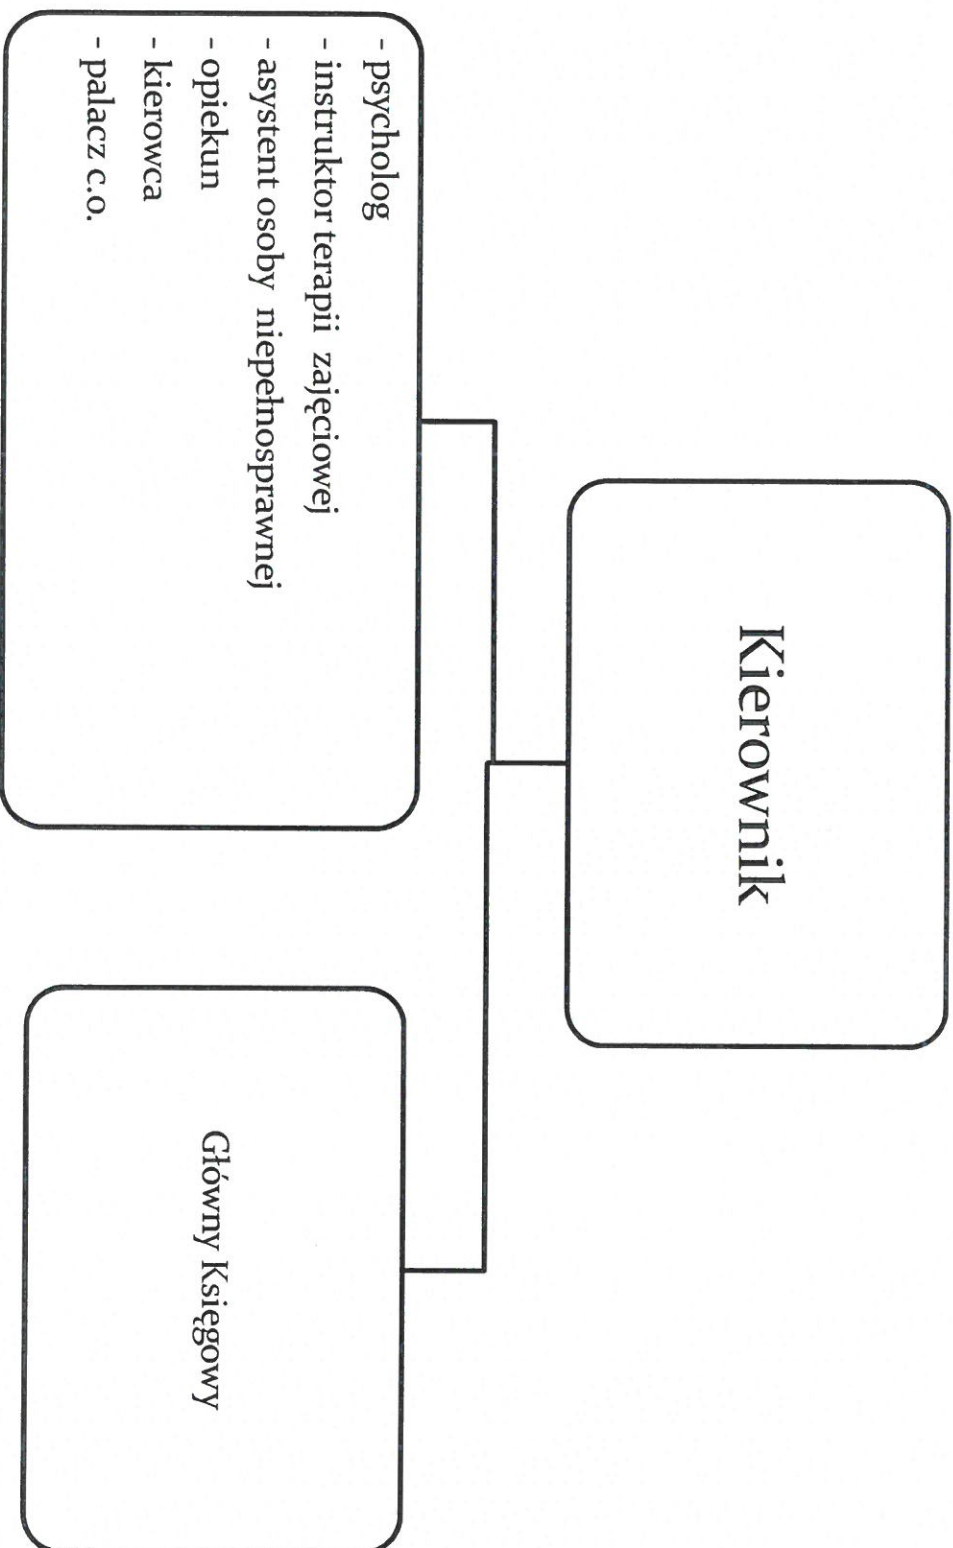 Kierownik
- psycholog
- instruktor terapii zajęciowej
- asystent osoby niepełnosprawnej
- opiekun
- kierowca
- palacz c.o.
Główny Księgowy